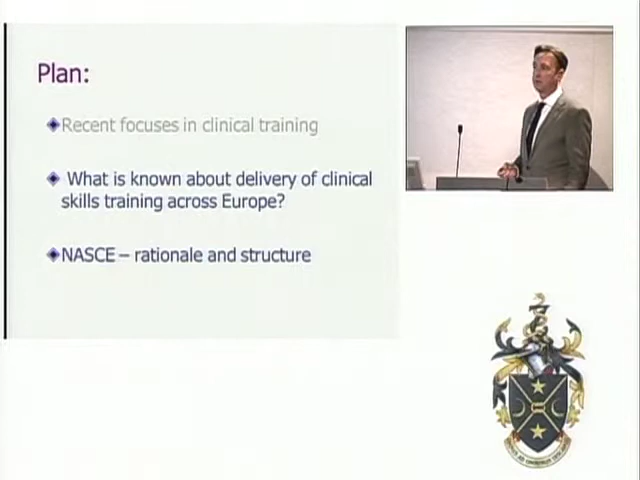 Plan:
Recent focuses in clinical training
What is known about delivery of clinical
skills training across Europe?
NASCE – rationale and structure